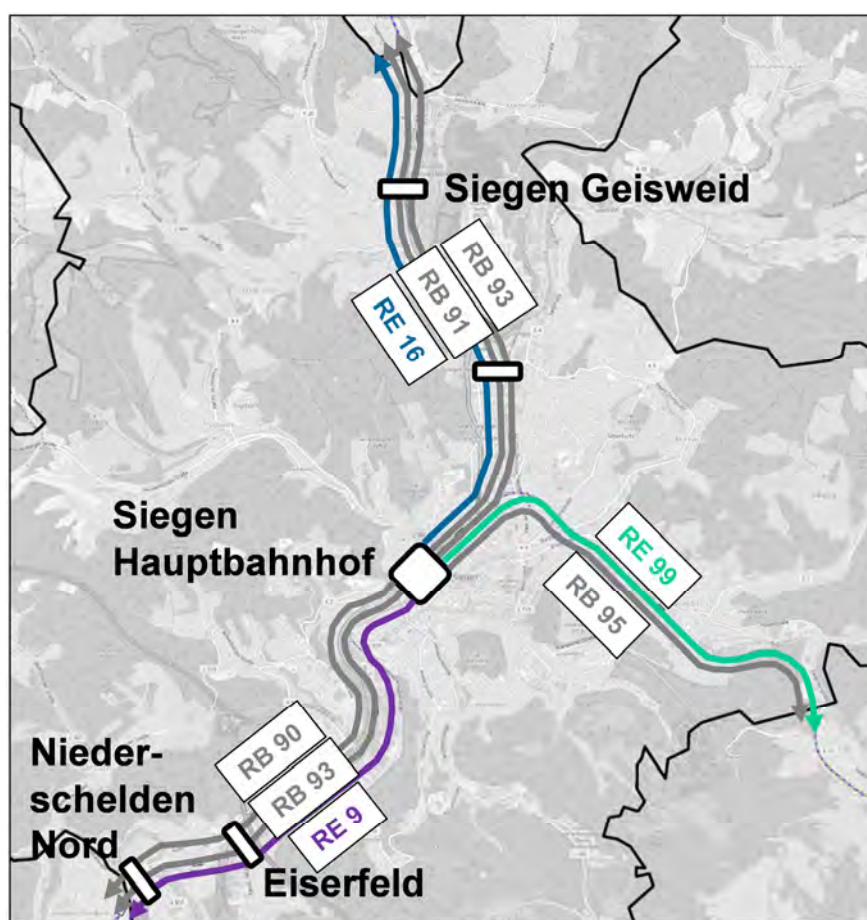 Siegen Geisweid
RB 93
RB 91
RE 16
Siegen
Hauptbahnhof
RE 99
RB 95
RB 90
RB 93
RE 9
Nieder-
schelden
Nord
Eiserfeld